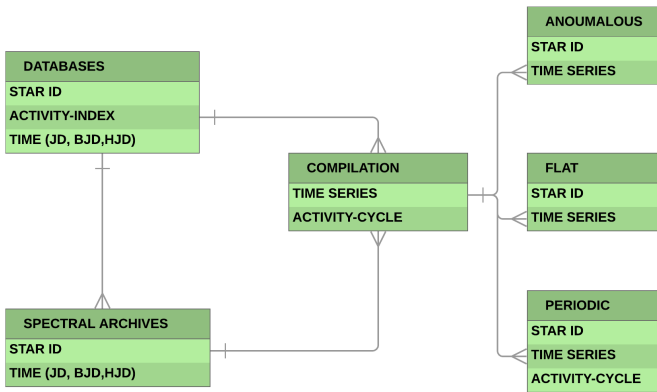 DATABASES
STAR ID
ACTIVITY-INDEX
TIME (JD, BJD,HJD)
SPECTRAL ARCHIVES
STAR ID
TIME (JD, BJD,HJD)
COMPILATION
TIME SERIES
ACTIVITY-CYCLE
ANOUMALOUS
STAR ID
TIME SERIES
FLAT
STAR ID
TIME SERIES
PERIODIC
STAR ID
TIME SERIES
ACTIVITY-CYCLE